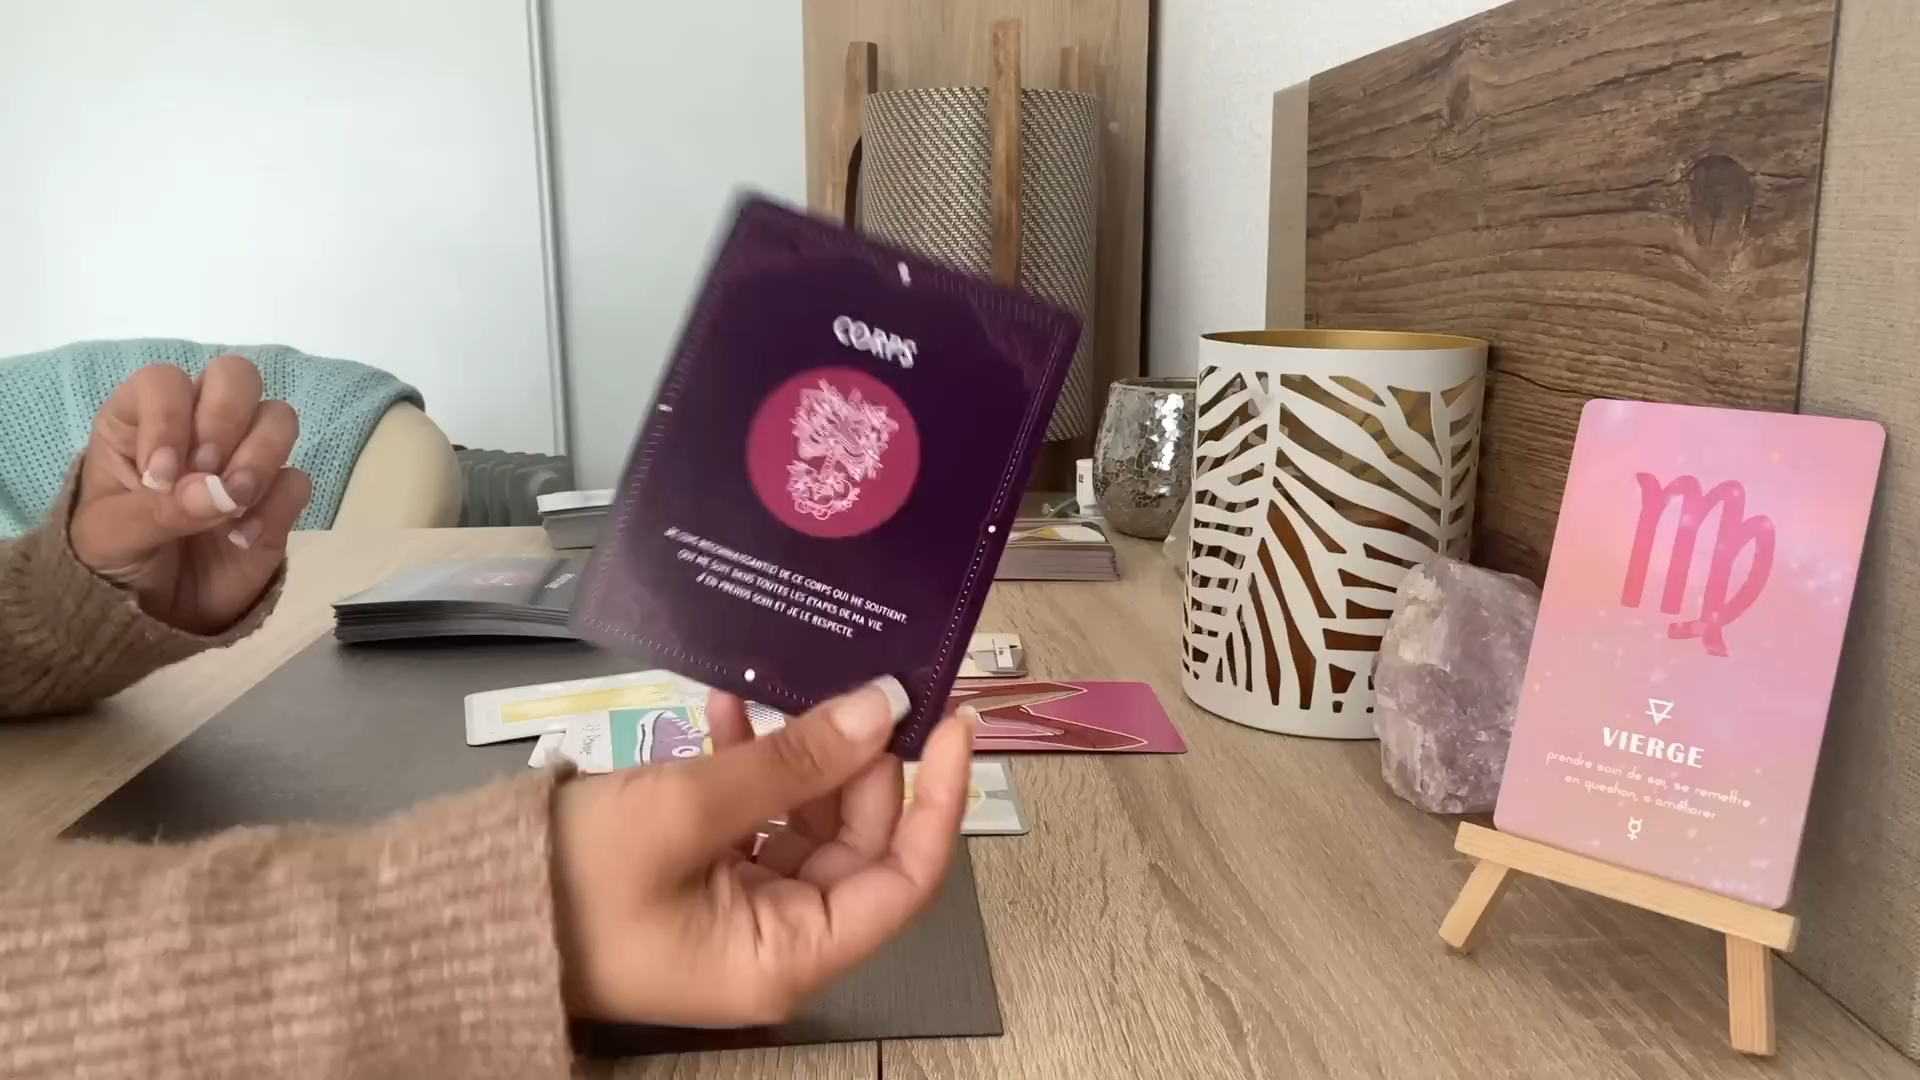 CORPS
JE SUIS RECONNAISSANT(E) DE CE CORPS QUI ME SOUTIENT,
QUI ME SUIT DANS TOUTES LES ETAPES DE MA VIE.
J'EN PRENDS SOIN ET JE LE RESPECTE.
VIERGE
prendre soin de soi, se remettre
en question, s'améliorer